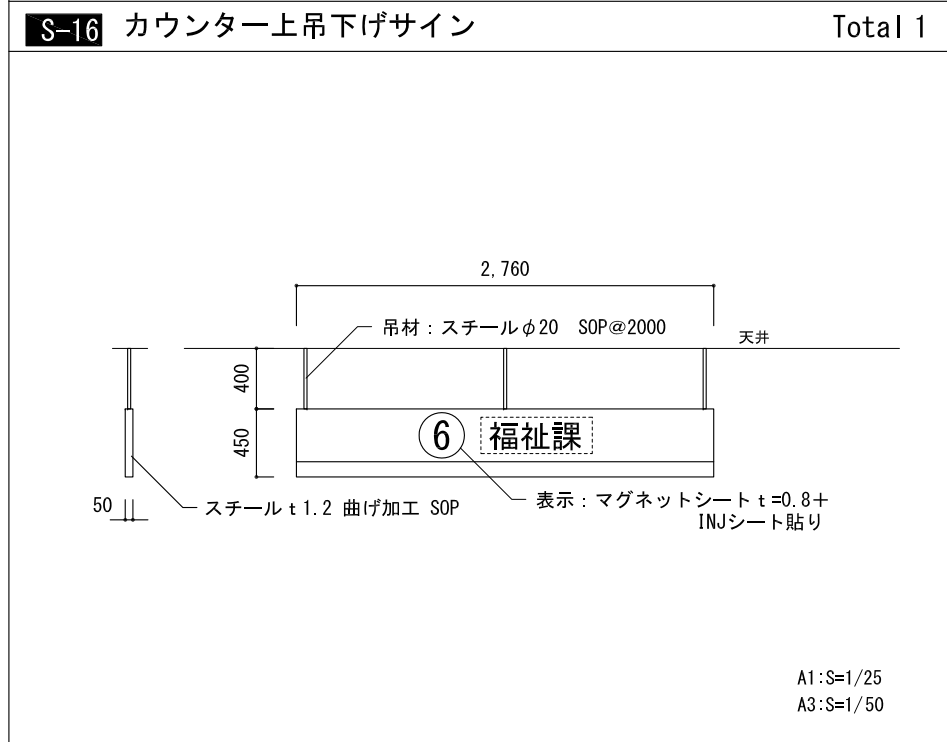 S-16 カウンター上吊下げサイン Total 1
2,760
吊材：スチールφ20 SOP@2000
天井
400
450
⑥ 福祉課
50
スチールｔ1.2 曲げ加工 SOP
表示：マグネットシートｔ=0.8＋
INJシート貼り
A1:S=1/25
A3:S=1/50